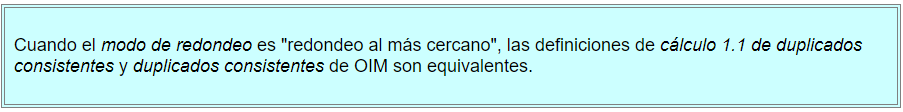 Cuando el modo de redondeo es "redondeo al más cercano", las definiciones de cálculo 1.1 de duplicados
consistentes y duplicados consistentes de OIM son equivalentes.